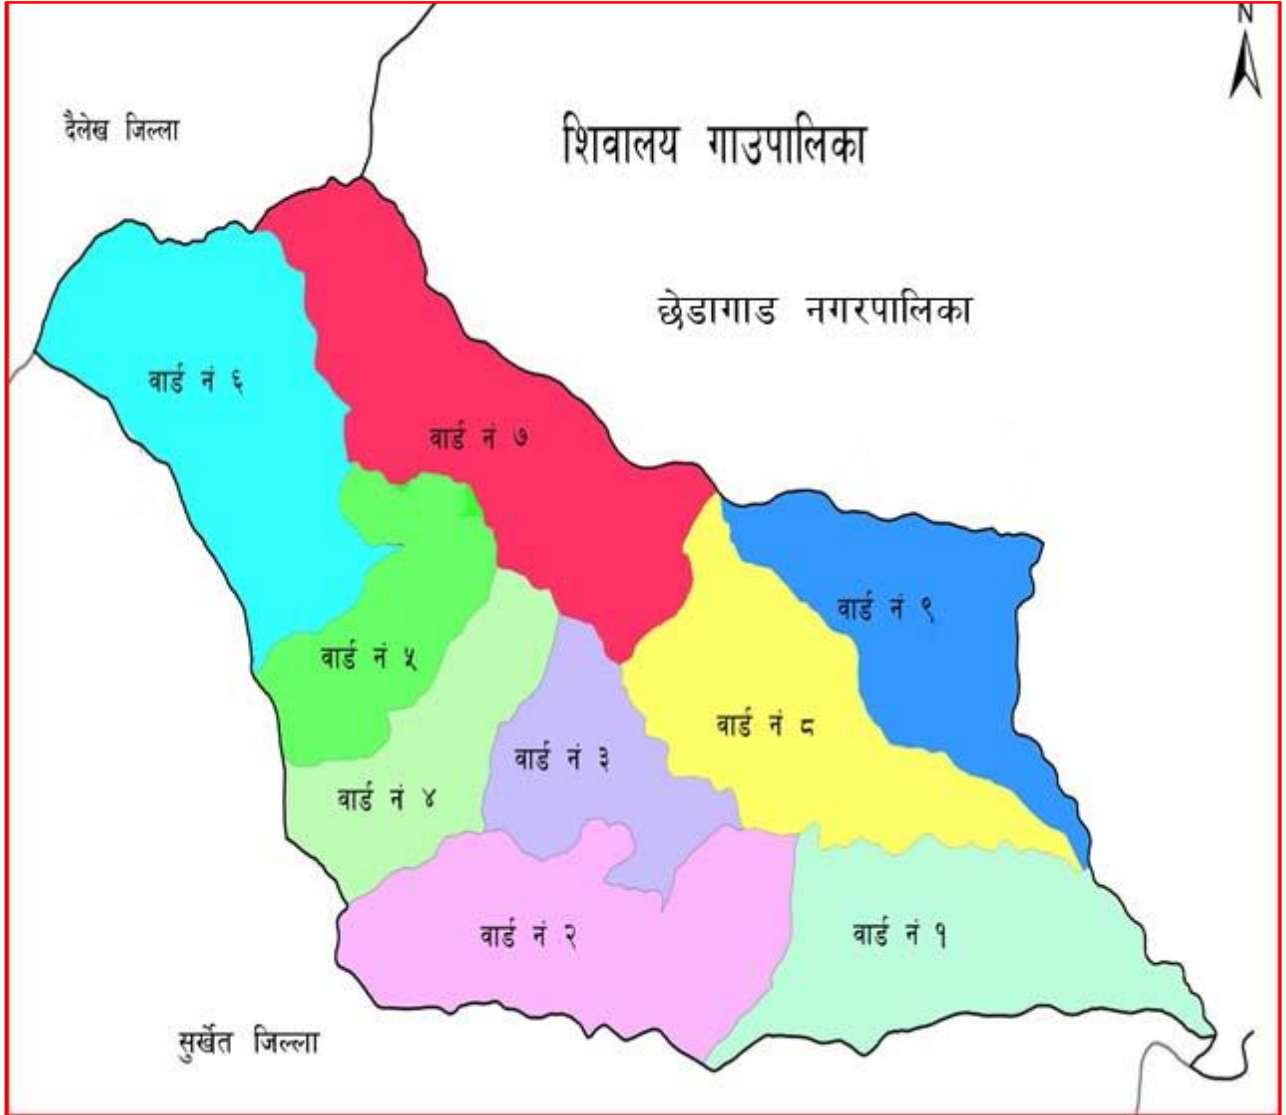 N
दैलेख जिल्ला
शिवालय गाउपालिका
छेडागाड नगरपालिका
वार्ड नं ६
वार्ड नं ७
वार्ड नं ९
वार्ड नं ५
वार्ड नं ८
वार्ड नं ३
वार्ड नं ४
वार्ड नं २
वार्ड नं १
सुर्खेत जिल्ला